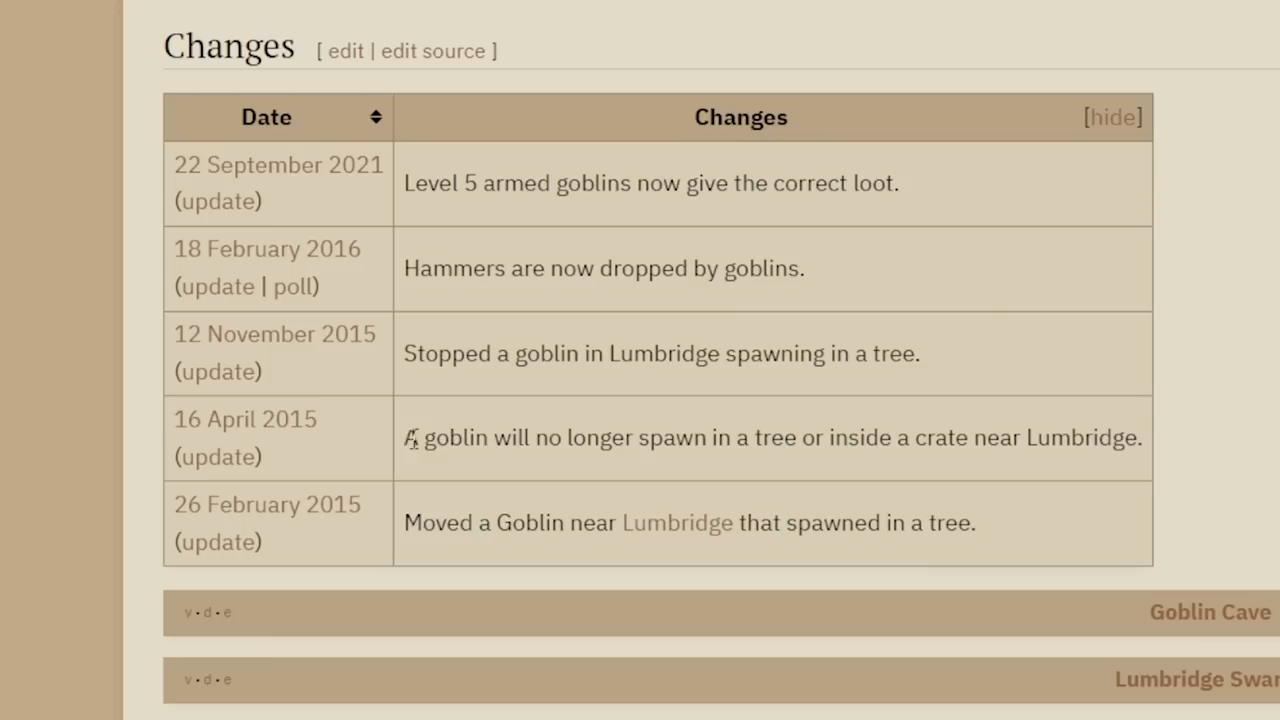 Changes [ edit | edit source ]
Date Changes [hide]
22 September 2021
(update)
Level 5 armed goblins now give the correct loot.
18 February 2016
(update | poll)
Hammers are now dropped by goblins.
12 November 2015
(update)
Stopped a goblin in Lumbridge spawning in a tree.
16 April 2015
(update)
A goblin will no longer spawn in a tree or inside a crate near Lumbridge.
26 February 2015
(update)
Moved a Goblin near Lumbridge that spawned in a tree.
v · d · e Goblin Cave
v · d · e Lumbridge Swar